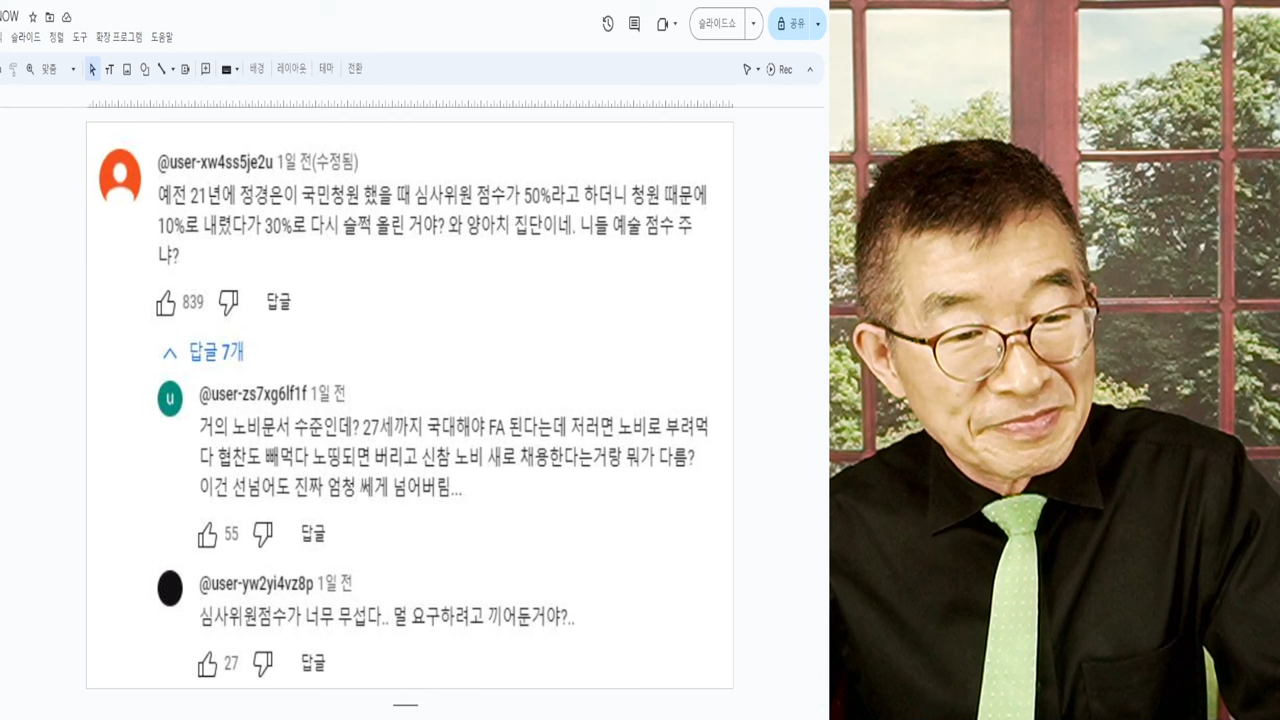 NOW
슬라이드 정렬 도구 확장 프로그램 도움말
슬라이드쇼
공유
맞춤
배경 레이아웃 테마 전환
Rec
@user-xw4ss5je2u 1일 전(수정됨)
예전 21년에 정경은이 국민청원 했을 때 심사위원 점수가 50%라고 하더니 청원 때문에
10%로 내렸다가 30%로 다시 슬쩍 올린 거야? 와 양아치 집단이네. 니들 예술 점수 주
냐?
839 답글
답글 7개
u
@user-zs7xg6lf1f 1일 전
거의 노비문서 수준인데? 27세까지 국대해야 FA 된다는데 저러면 노비로 부려먹
다 협찬도 빼먹다 노띵되면 버리고 신참 노비 새로 채용한다는거랑 뭐가 다름?
이건 선넘어도 진짜 엄청 쎄게 넘어버림...
55 답글
@user-yw2yi4vz8p 1일 전
심사위원점수가 너무 무섭다.. 멀 요구하려고 끼어둔거야?..
27 답글